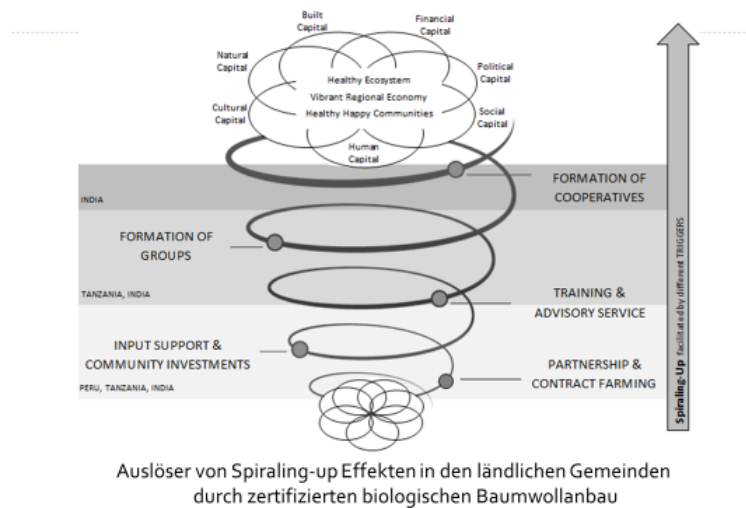 Built
Capital
Financial
Capital
Natural
Capital
Political
Capital
Healthy Ecosystem
Vibrant Regional Economy
Healthy Happy Communities
Cultural
Capital
Social
Capital
Human
Capital
FORMATION OF
COOPERATIVES
INDIA
FORMATION OF
GROUPS
TANZANIA, INDIA
TRAINING &
ADVISORY SERVICE
INPUT SUPPORT &
COMMUNITY INVESTMENTS
PARTNERSHIP &
CONTRACT FARMING
PERU, TANZANIA, INDIA
Spiraling-Up facilitated by different TRIGGERS
Auslöser von Spiraling-up Effekten in den ländlichen Gemeinden
durch zertifizierten biologischen Baumwollanbau